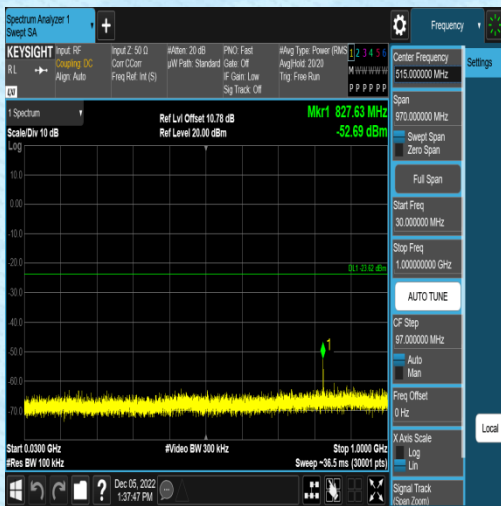 Spectrum Analyzer 1
Swept SA
Frequency
KEYSIGHT
RL
Input: RF
Coupling: DC
Align: Auto
Input Z: 50 Ω
Corr CCorr
Freq Ref: Int (S)
#Atten: 20 dB
µW Path: Standard
PNO: Fast
Gate: Off
IF Gain: Low
Sig Track: Off
#Avg Type: Power (RMS
Avg|Hold: 20/20
Trig: Free Run
1 2 3 4 5 6
M W W W W W
P P P P P P
LXI
1 Spectrum
Scale/Div 10 dB
Ref Lvl Offset 10.78 dB
Ref Level 20.00 dBm
Mkr1 827.63 MHz
-52.69 dBm
Log
10.0
0.00
-10.0
-20.0
-30.0
-40.0
-50.0
-60.0
-70.0
DL1 -23.62 dBm
1
Start 0.0300 GHz
#Res BW 100 kHz
#Video BW 300 kHz
Stop 1.0000 GHz
Sweep ~36.5 ms (30001 pts)
Dec 05, 2022
1:37:47 PM
Center Frequency
515.000000 MHz
Settings
Span
970.000000 MHz
Swept Span
Zero Span
Full Span
Start Freq
30.000000 MHz
Stop Freq
1.000000000 GHz
AUTO TUNE
CF Step
97.000000 MHz
Auto
Man
Freq Offset
0 Hz
X Axis Scale
Log
Lin
Local
Signal Track
(Span Zoom)